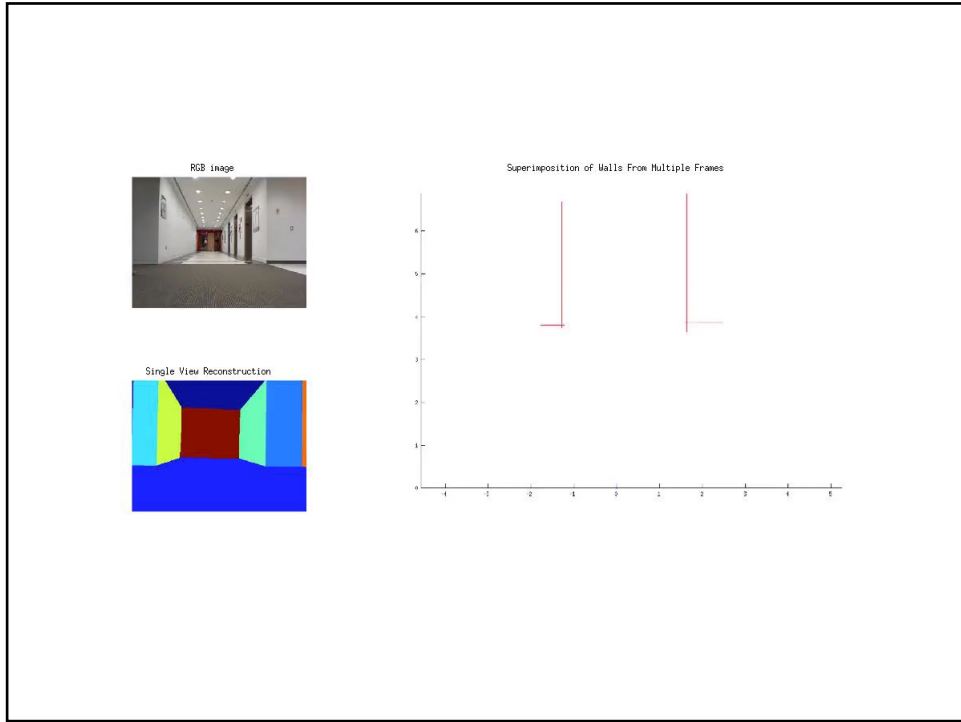 RGB image
Superimposition of Walls From Multiple Frames
6
5
4
3
2
1
0
-4 -3 -2 -1 0 1 2 3 4 5
Single View Reconstruction